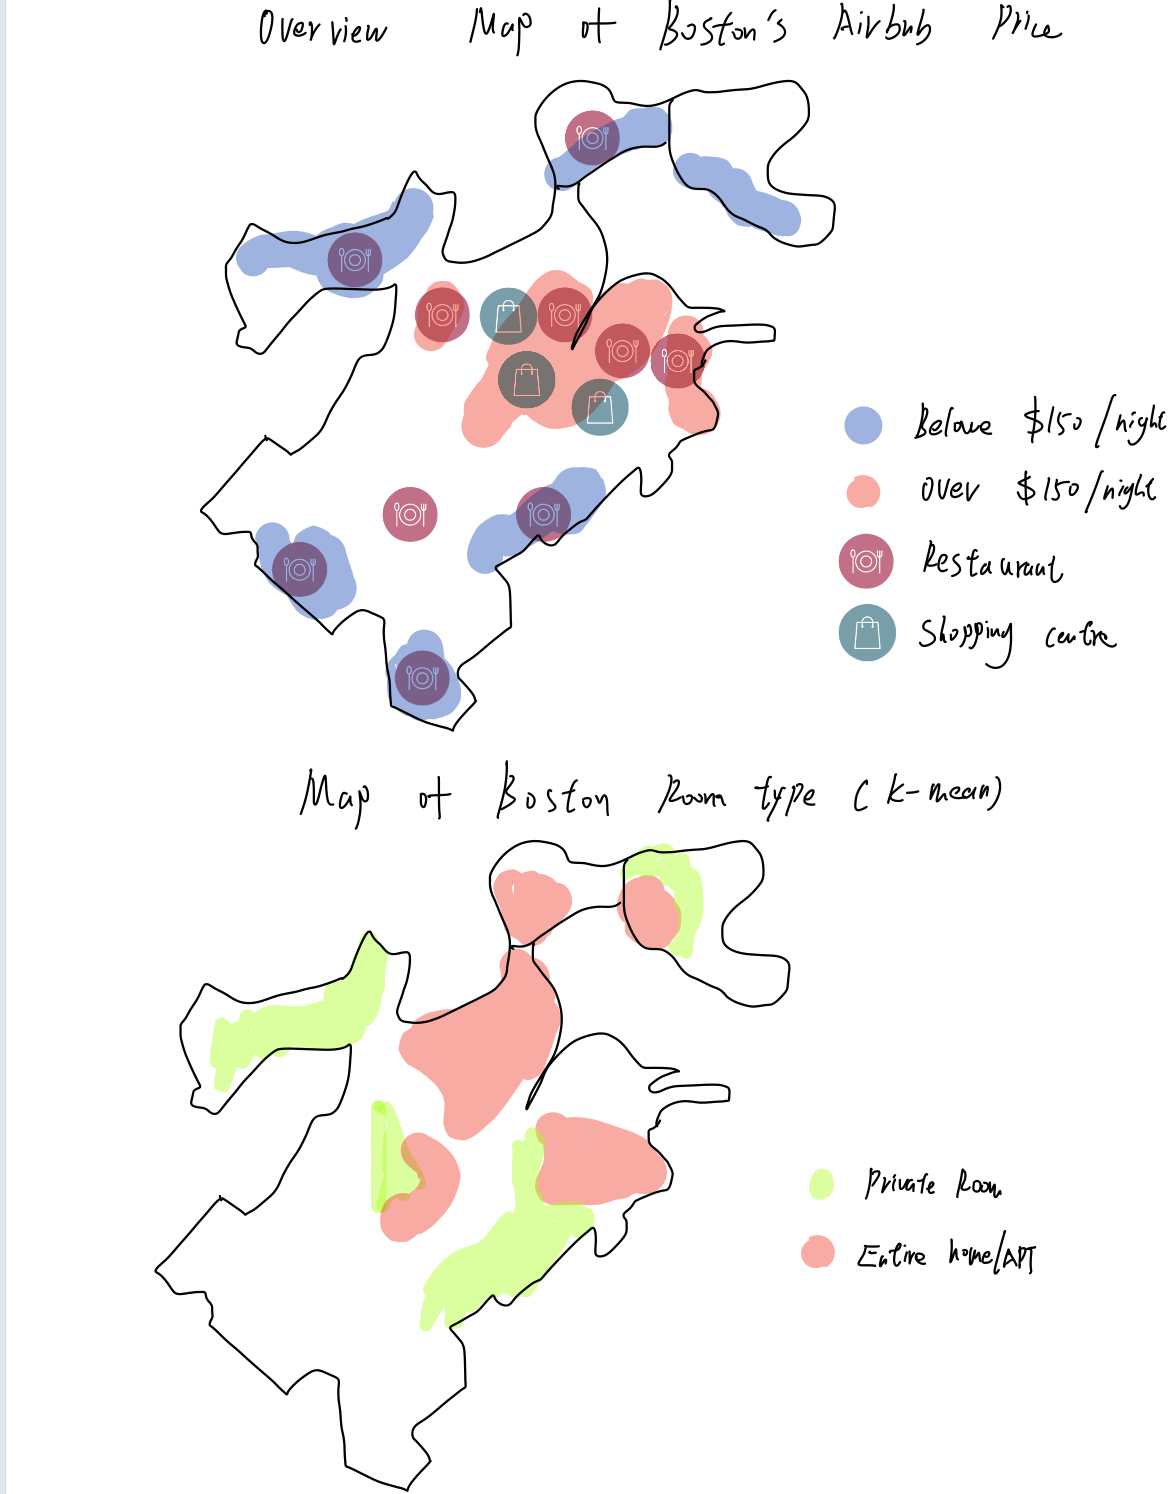 Overview Map of Boston's Airbnb Price
Belowe $150/night
over $150/night
Restaurant
Shopping centre
Map of Boston Room type (K-mean)
Private Room
Entire home/APT